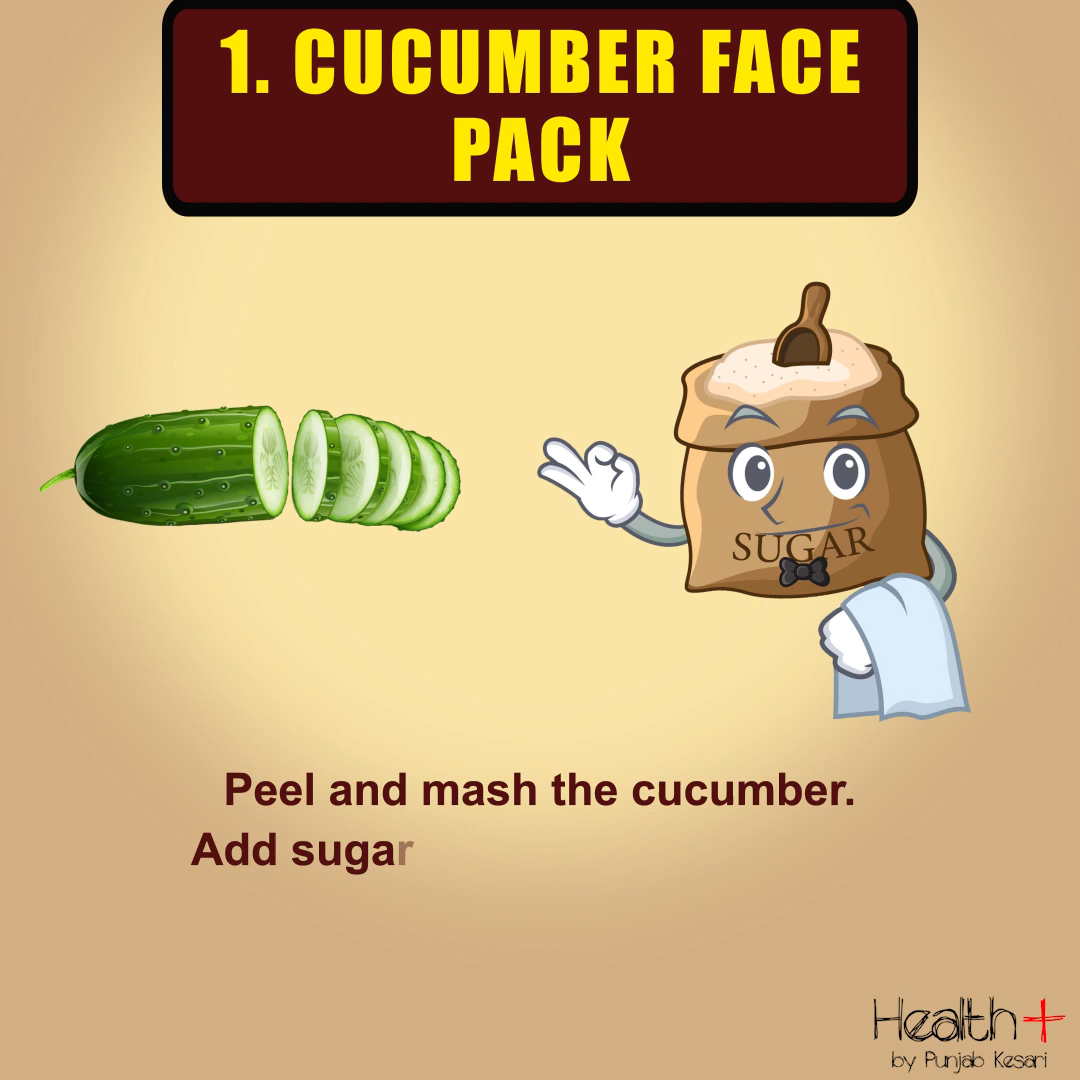 1. CUCUMBER FACE
PACK
SUGAR
Peel and mash the cucumber.
Add sugar
Health+
by Punjab Kesari